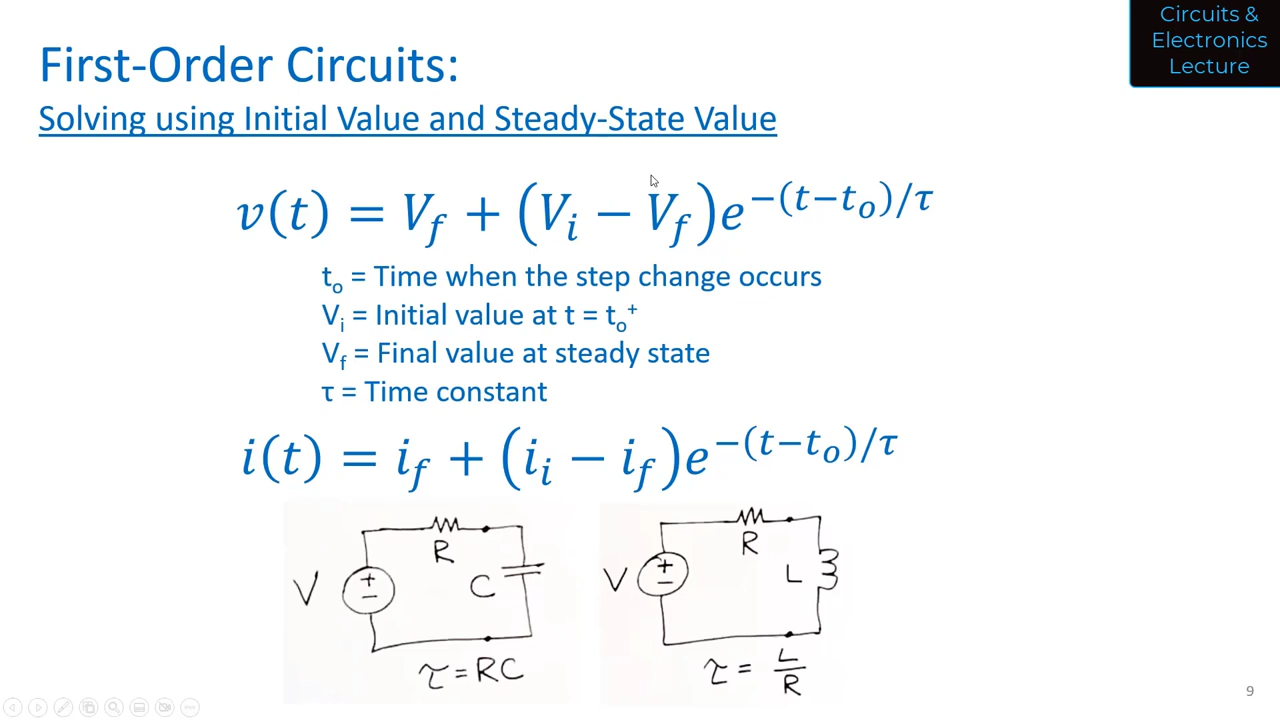 Circuits &
Electronics
Lecture
First-Order Circuits:
Solving using Initial Value and Steady-State Value
v(t) = V_f + (V_i − V_f)e^{−(t−t_o)/τ}
t_o = Time when the step change occurs
V_i = Initial value at t = t_o^+
V_f = Final value at steady state
τ = Time constant
i(t) = i_f + (i_i − i_f)e^{−(t−t_o)/τ}
R
V
+
−
C
τ = RC
R
V
+
−
L
τ = L/R
9